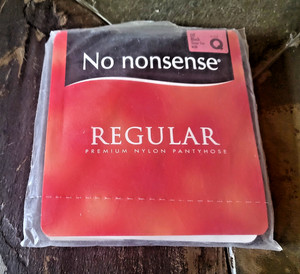 Q
No nonsense®
REGULAR
PREMIUM NYLON PANTYHOSE